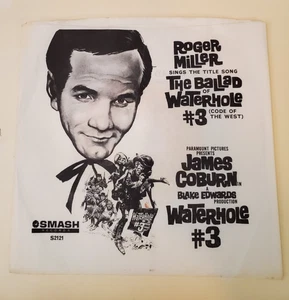 ROGER
MILLER
SINGS THE TITLE SONG
THE BALLAD
OF
WATERHOLE
#3 (CODE OF
THE WEST)
PARAMOUNT PICTURES
PRESENTS
JAMES
COBURN IN
A
BLAKE EDWARDS
PRODUCTION
WATERHOLE
#3
SMASH
RECORDS
S2121